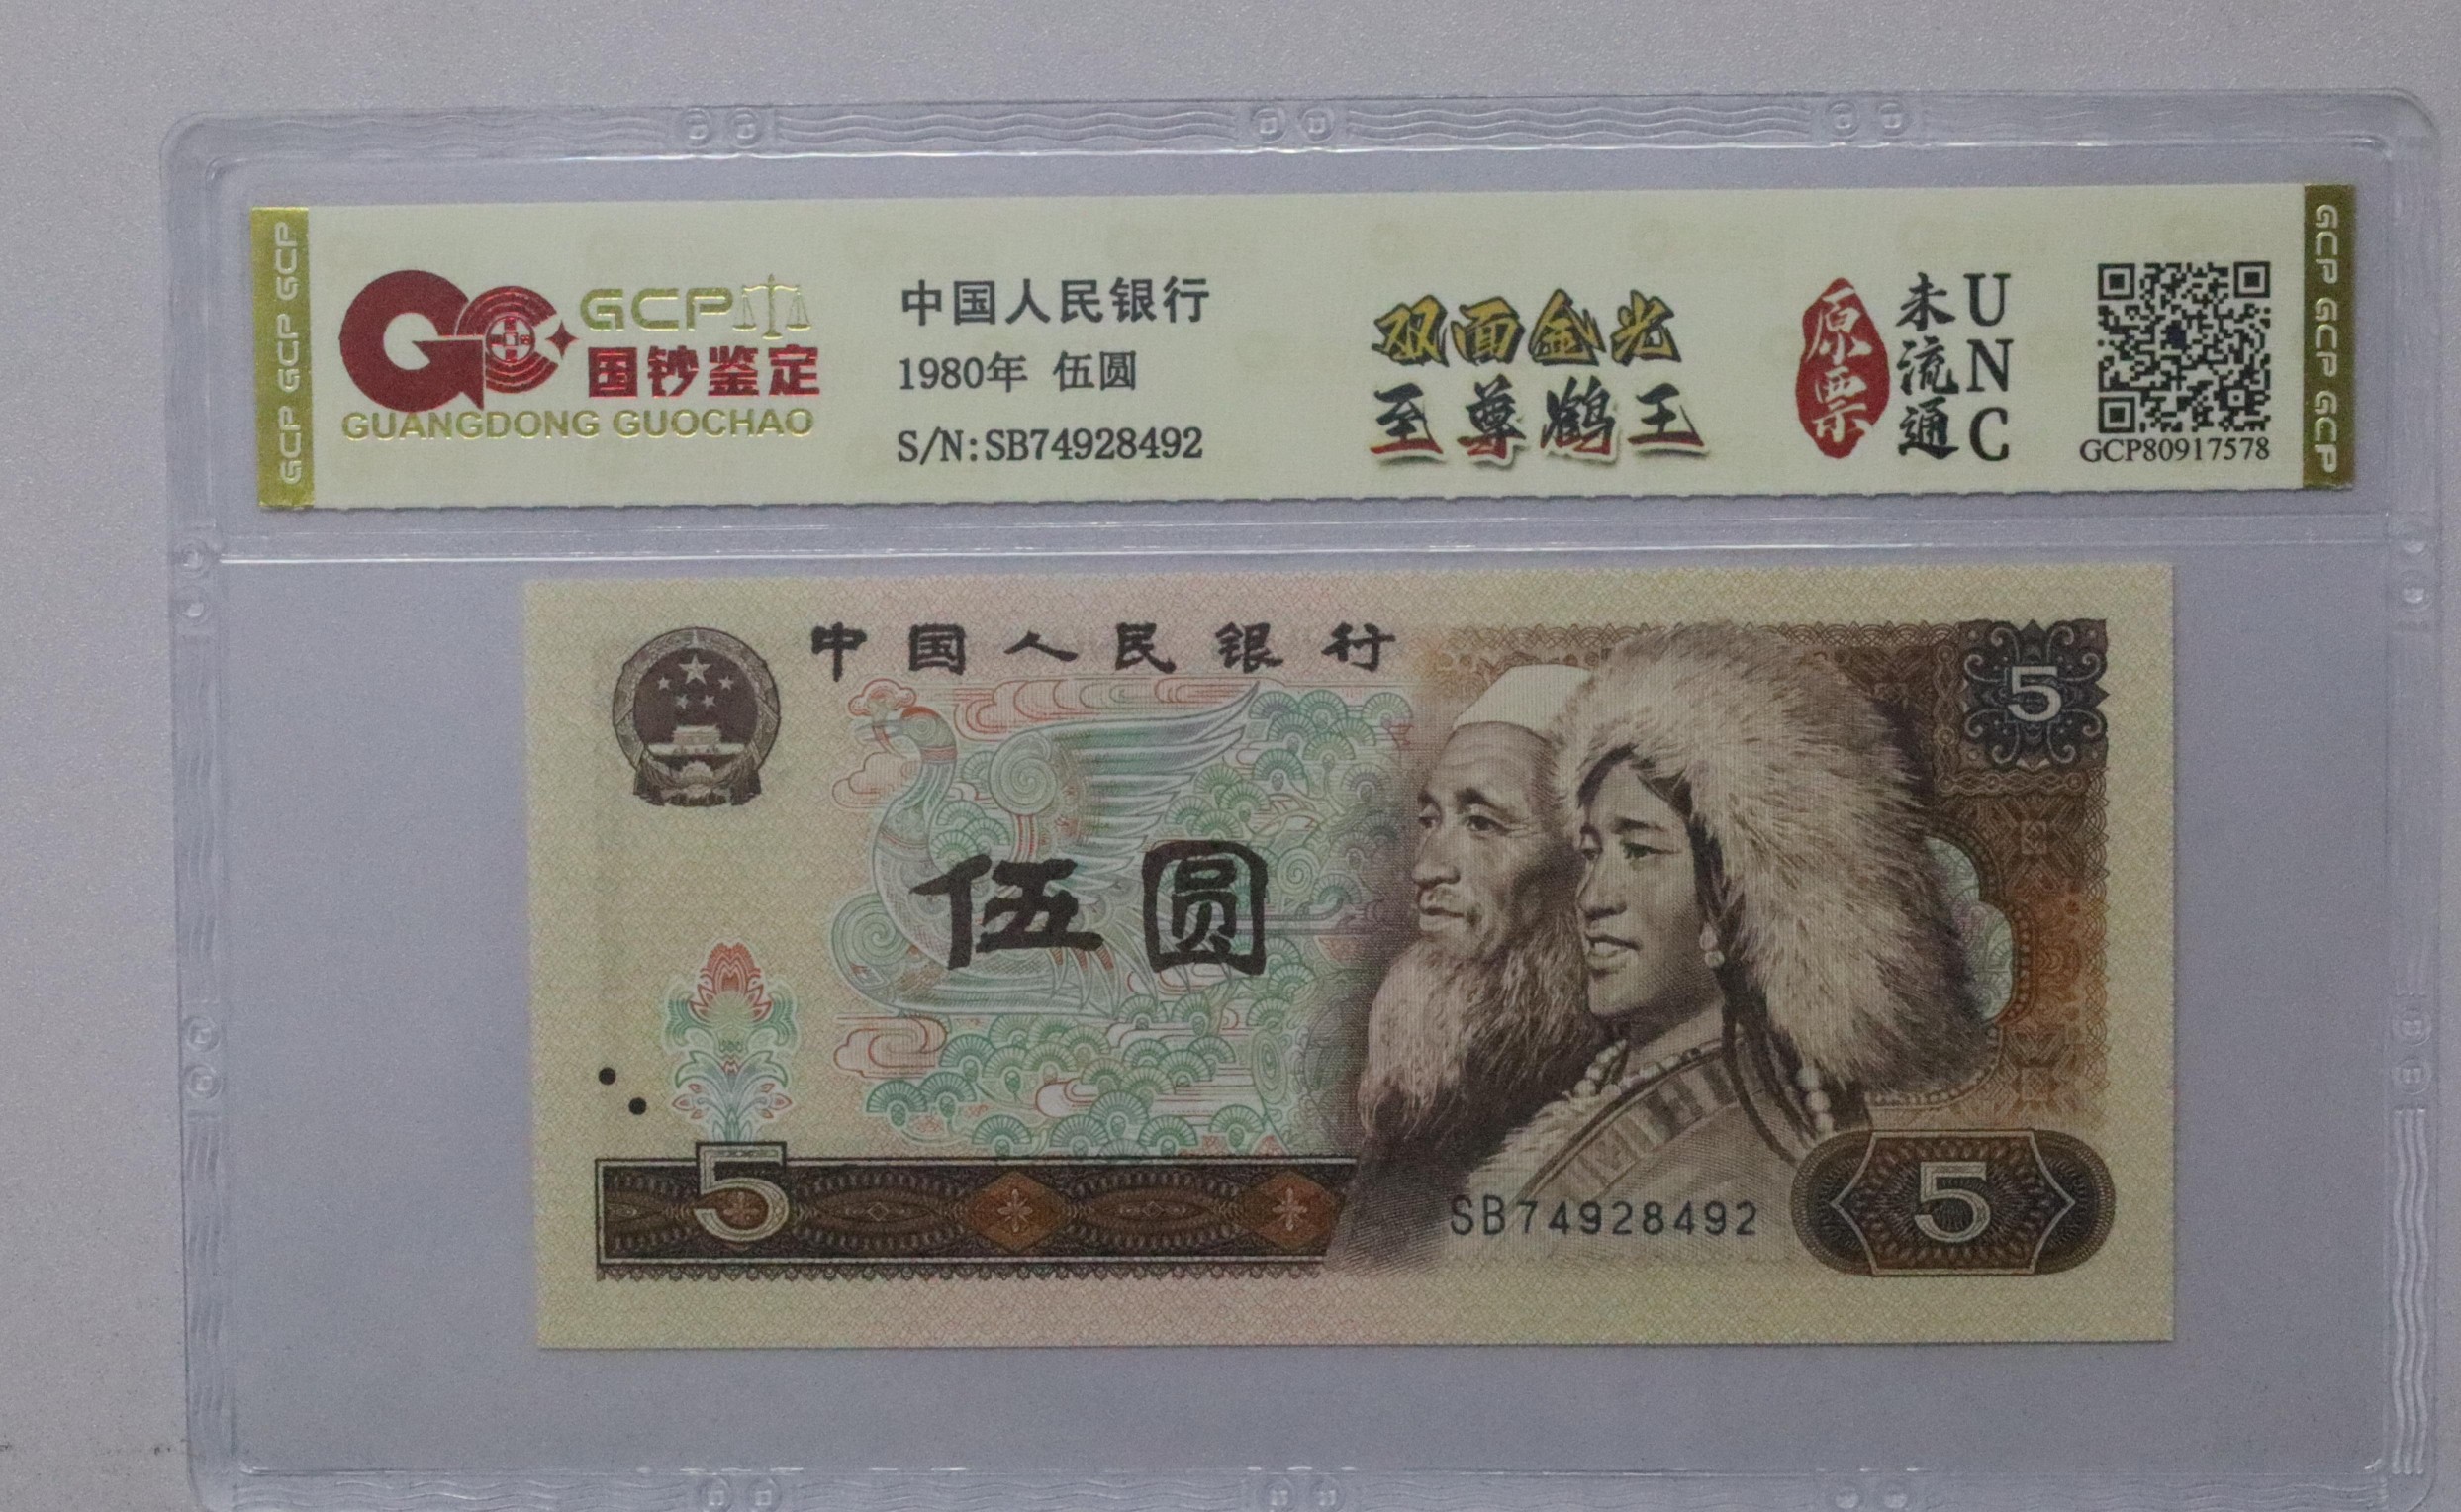 GCP GCP GCP
GCP
国钞鉴定
GUANGDONG GUOCHAO
中国人民银行
1980年 伍圆
S/N:SB74928492
双面金光
至尊鹤王
原票
未流通
UNC
GCP80917578
GCP GCP GCP
中国人民银行
5
伍圆
5
SB74928492
5